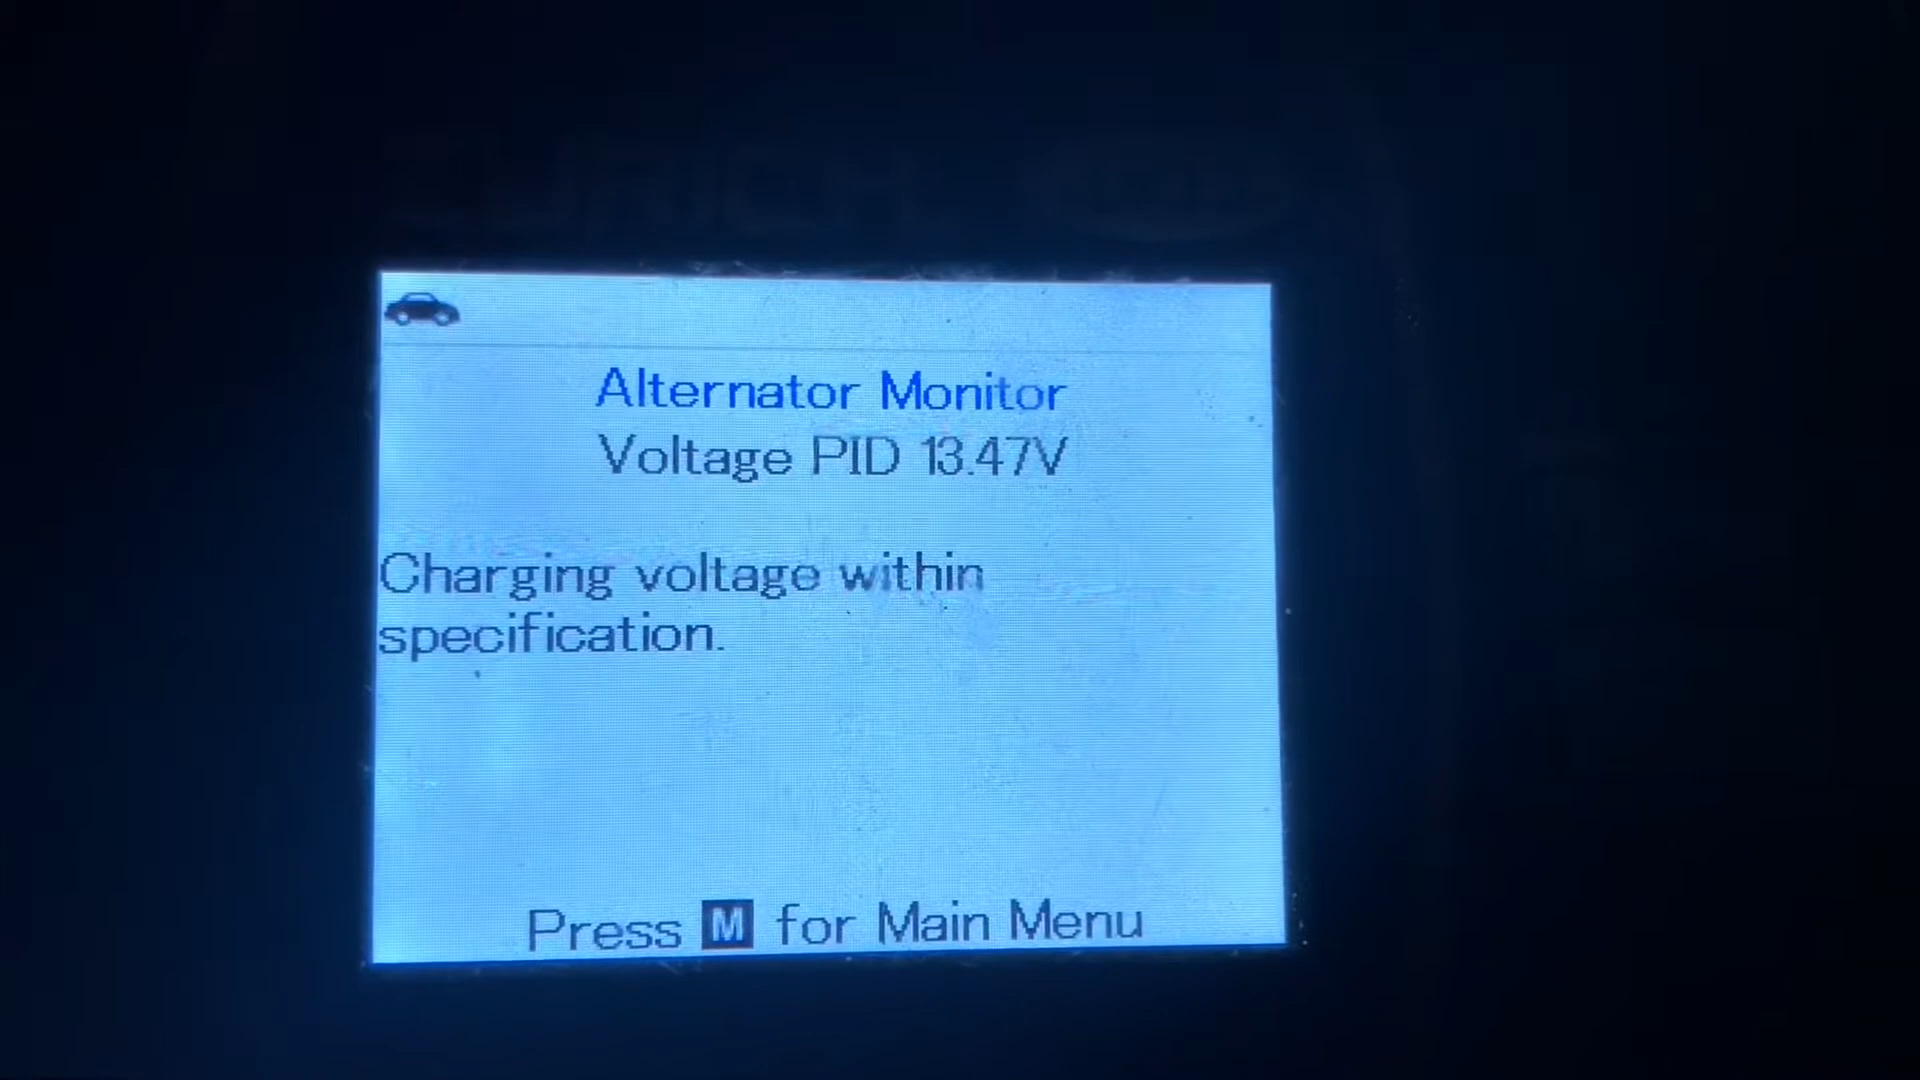 Alternator Monitor
Voltage PID 13.47V
Charging voltage within
specification.
Press M for Main Menu